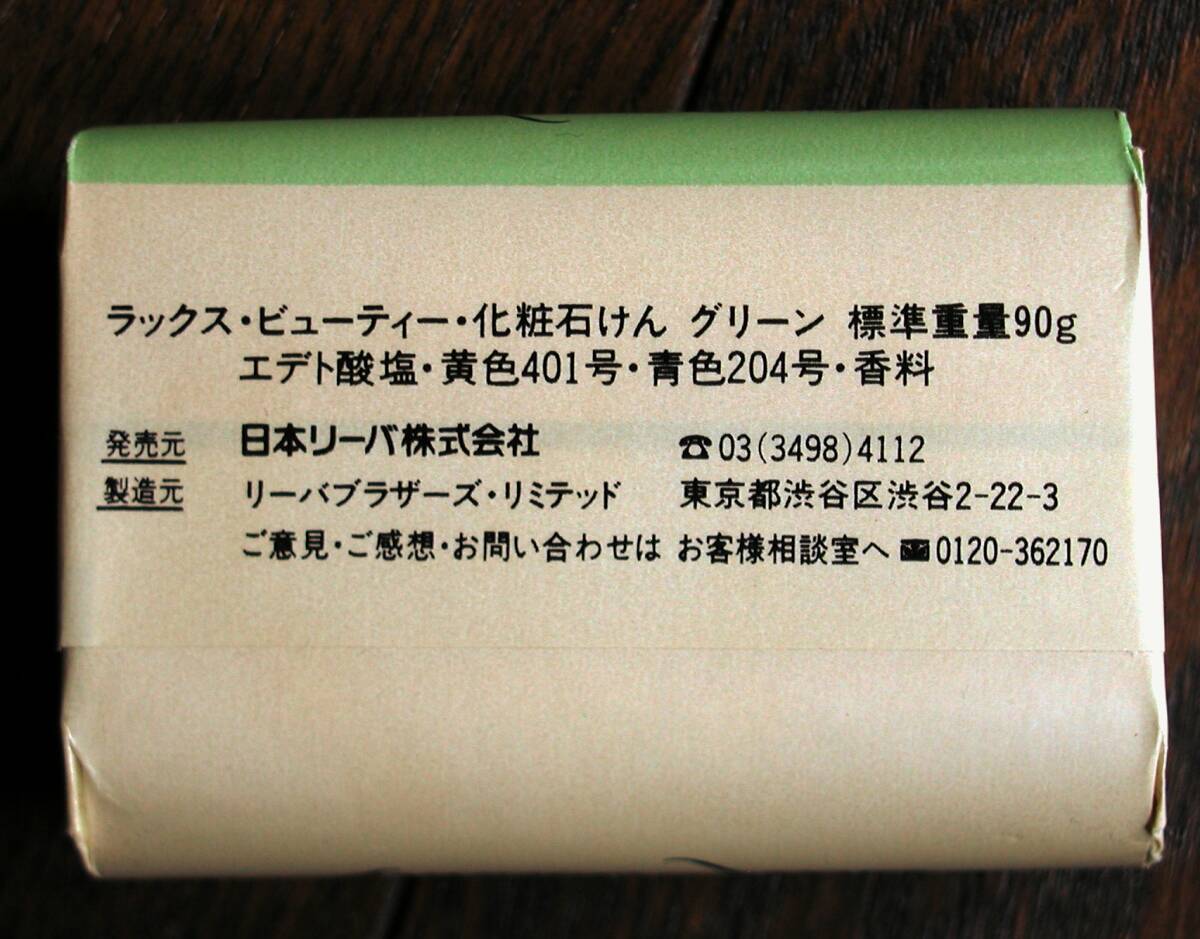 ラックス・ビューティー・化粧石けん グリーン 標準重量90g
エデト酸塩・黄色401号・青色204号・香料
発売元 日本リーバ株式会社 ☎03(3498)4112
製造元 リーバブラザーズ・リミテッド 東京都渋谷区渋谷2-22-3
ご意見・ご感想・お問い合わせは お客様相談室へ 0120-362170